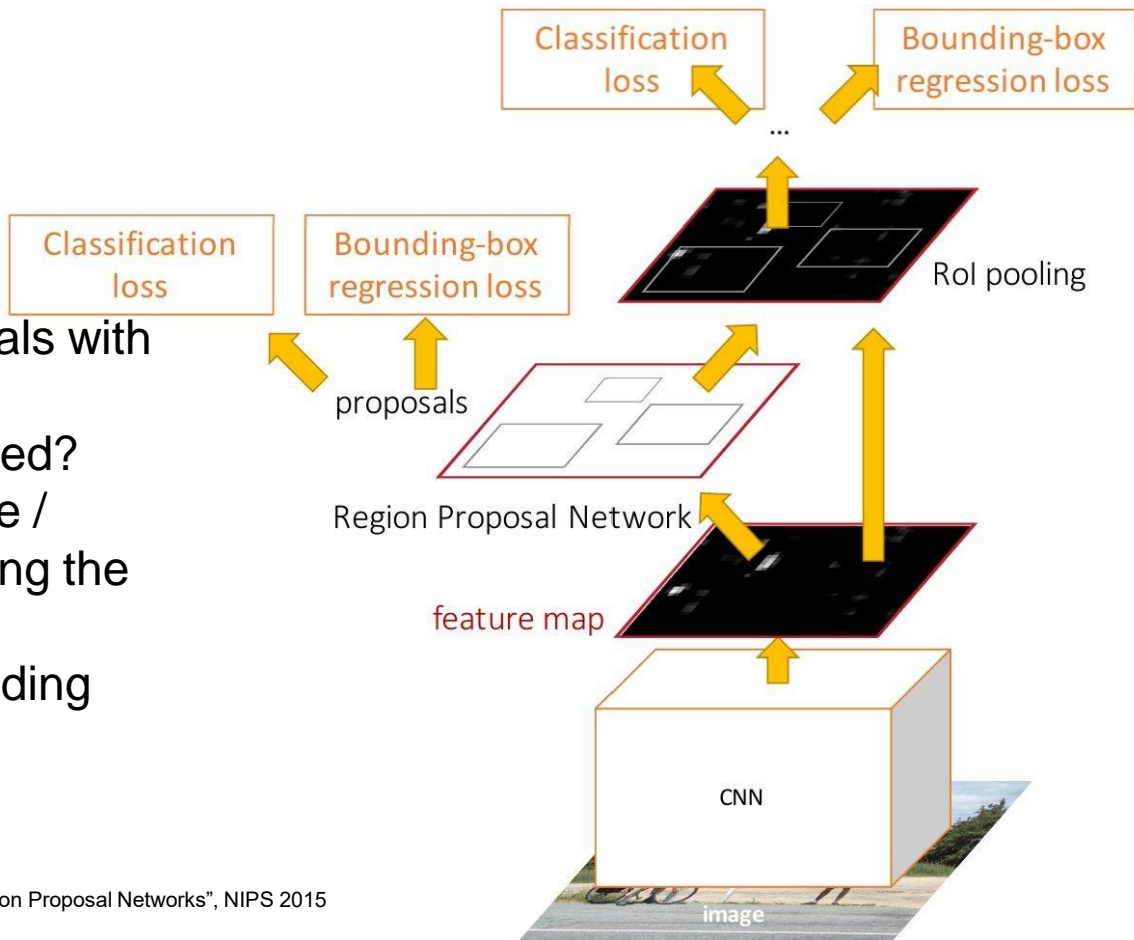 Classification
loss
Bounding-box
regression loss
...
Classification
loss
Bounding-box
regression loss
RoI pooling
als with
proposals
ed?
e /
Region Proposal Network
ng the
feature map
ding
CNN
on Proposal Networks”, NIPS 2015
image